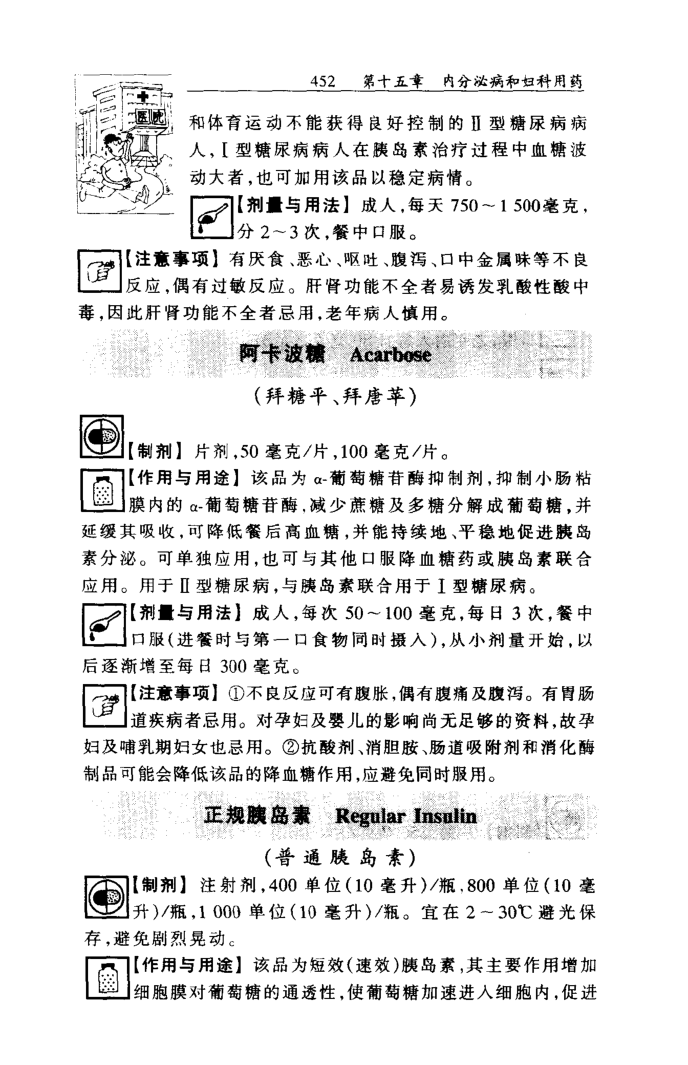 452 第十五章 内分泌病和妇科用药
医院
和体育运动不能获得良好控制的Ⅱ型糖尿病病
人,Ⅰ型糖尿病病人在胰岛素治疗过程中血糖波
动大者,也可加用该品以稳定病情。
【剂量与用法】成人,每天 750～1 500毫克,
分 2～3 次,餐中口服。
【注意事项】有厌食、恶心、呕吐、腹泻、口中金属味等不良
反应,偶有过敏反应。肝肾功能不全者易诱发乳酸性酸中
毒,因此肝肾功能不全者忌用,老年病人慎用。
阿卡波糖 Acarbose
(拜糖平、拜唐苹)
【制剂】片剂,50 毫克/片,100 毫克/片。
【作用与用途】该品为 α-葡萄糖苷酶抑制剂,抑制小肠粘
膜内的 α-葡萄糖苷酶,减少蔗糖及多糖分解成葡萄糖,并
延缓其吸收,可降低餐后高血糖,并能持续地、平稳地促进胰岛
素分泌。可单独应用,也可与其他口服降血糖药或胰岛素联合
应用。用于Ⅱ型糖尿病,与胰岛素联合用于Ⅰ型糖尿病。
【剂量与用法】成人,每次 50～100 毫克,每日 3 次,餐中
口服(进餐时与第一口食物同时摄入),从小剂量开始,以
后逐渐增至每日 300 毫克。
【注意事项】①不良反应可有腹胀,偶有腹痛及腹泻。有胃肠
道疾病者忌用。对孕妇及婴儿的影响尚无足够的资料,故孕
妇及哺乳期妇女也忌用。②抗酸剂、消胆胺、肠道吸附剂和消化酶
制品可能会降低该品的降血糖作用,应避免同时服用。
正规胰岛素 Regular Insulin
(普通胰岛素)
【制剂】注射剂,400 单位(10 毫升)/瓶,800 单位(10 毫
升)/瓶,1 000 单位(10 毫升)/瓶。宜在 2～30℃避光保
存,避免剧烈晃动。
【作用与用途】该品为短效(速效)胰岛素,其主要作用增加
细胞膜对葡萄糖的通透性,使葡萄糖加速进入细胞内,促进